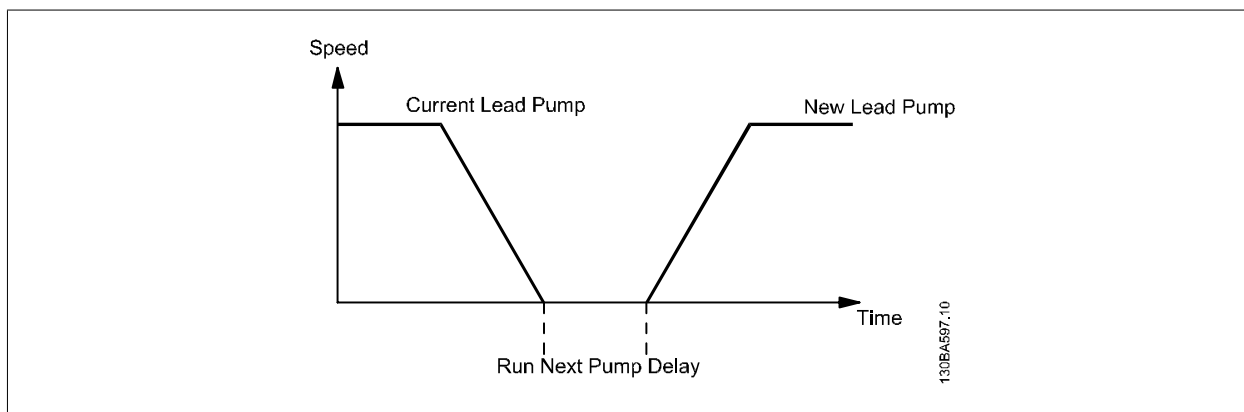 Speed
Current Lead Pump
New Lead Pump
Time
Run Next Pump Delay
130BA597.10